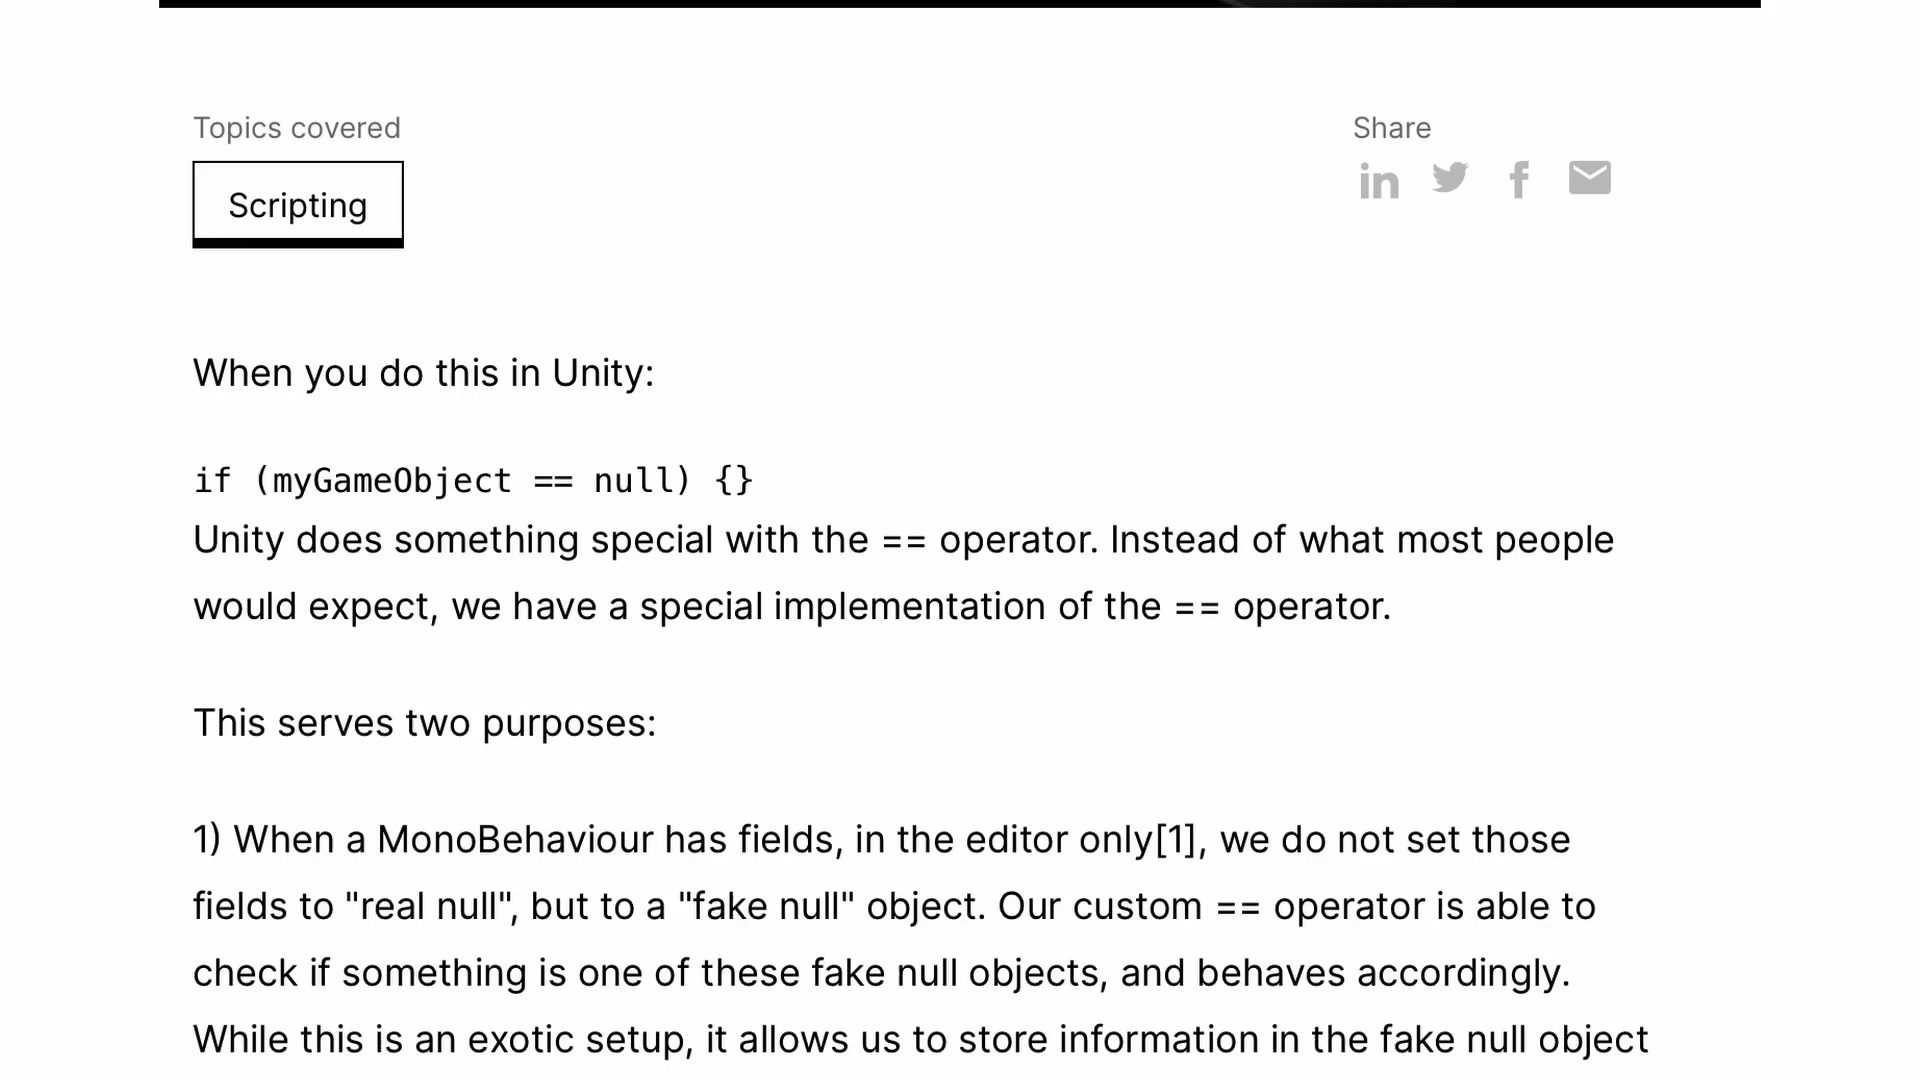 Topics covered
Share
Scripting
When you do this in Unity:
if (myGameObject == null) {}
Unity does something special with the == operator. Instead of what most people
would expect, we have a special implementation of the == operator.
This serves two purposes:
1) When a MonoBehaviour has fields, in the editor only[1], we do not set those
fields to "real null", but to a "fake null" object. Our custom == operator is able to
check if something is one of these fake null objects, and behaves accordingly.
While this is an exotic setup, it allows us to store information in the fake null object